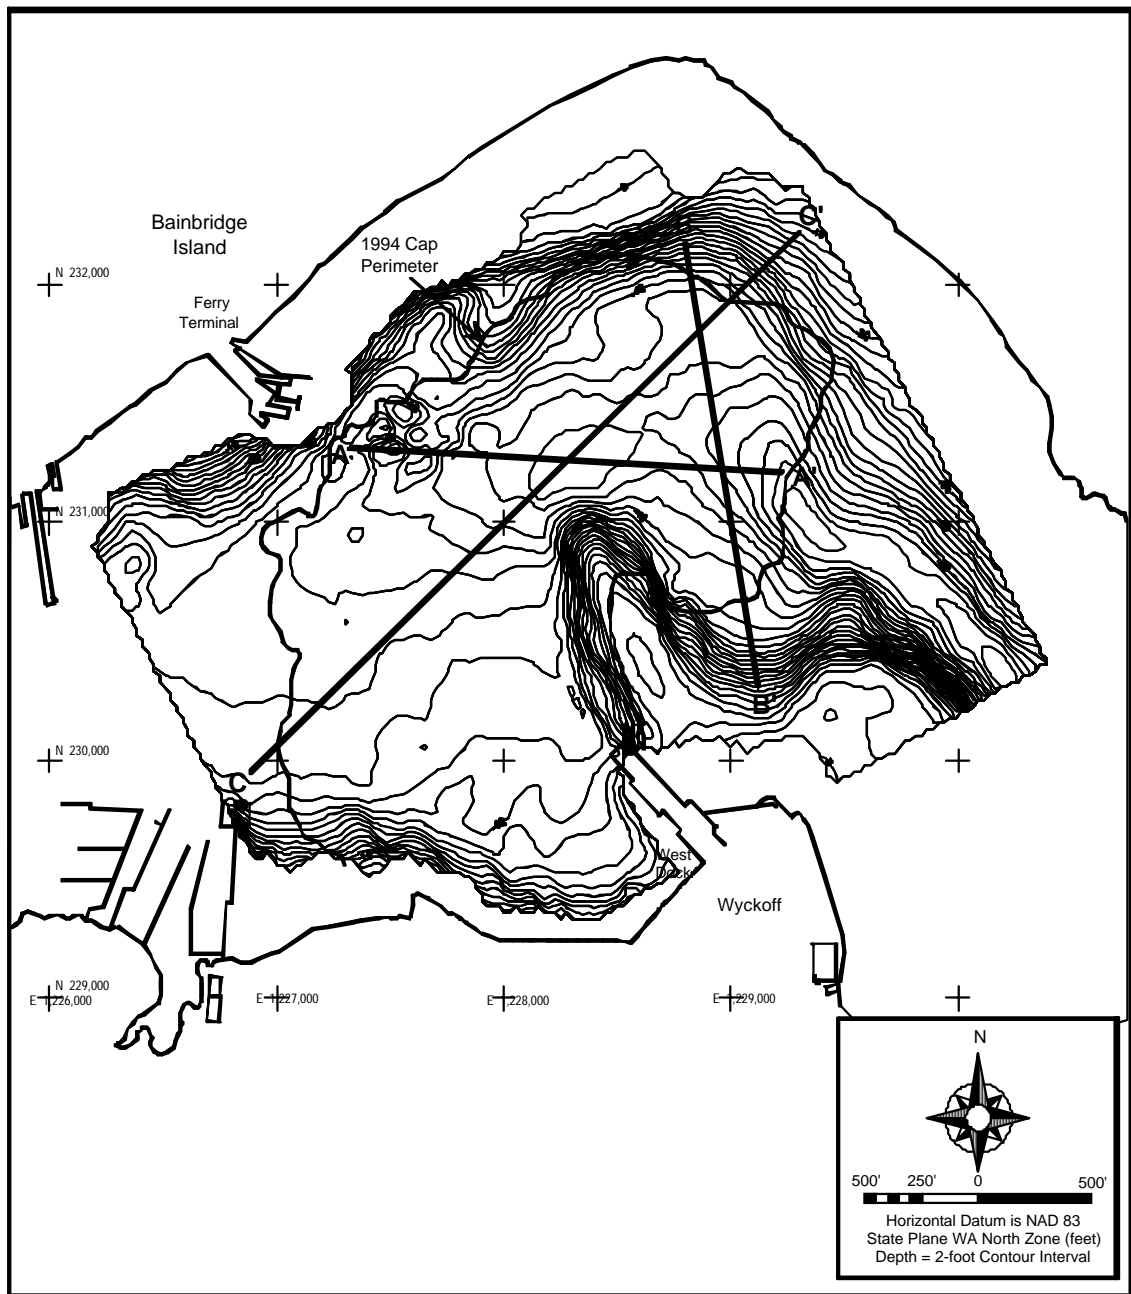 Bainbridge
Island
1994 Cap
Perimeter
C'
N 232,000
Ferry
Terminal
A
N 231,000
B'
N 230,000
C
West
Dock
Wyckoff
N 229,000
E 1,226,000
E 1,227,000
E 1,228,000
E 1,229,000
N
500' 250' 0 500'
Horizontal Datum is NAD 83
State Plane WA North Zone (feet)
Depth = 2-foot Contour Interval